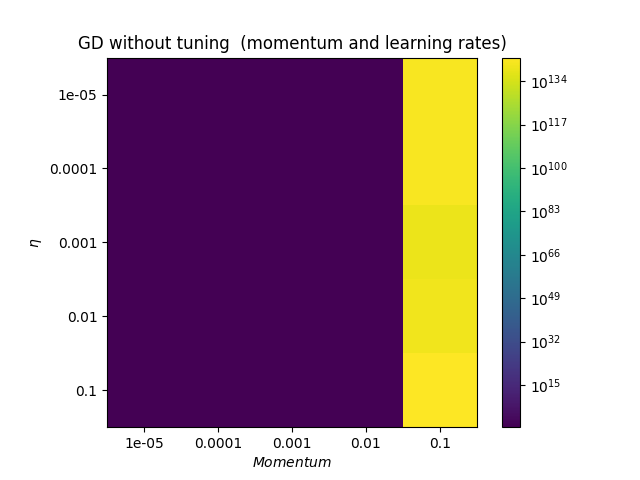 GD without tuning  (momentum and learning rates)
1e-05
0.0001
0.001
0.01
0.1
η
1e-05 0.0001 0.001 0.01 0.1
Momentum
10^134
10^117
10^100
10^83
10^66
10^49
10^32
10^15